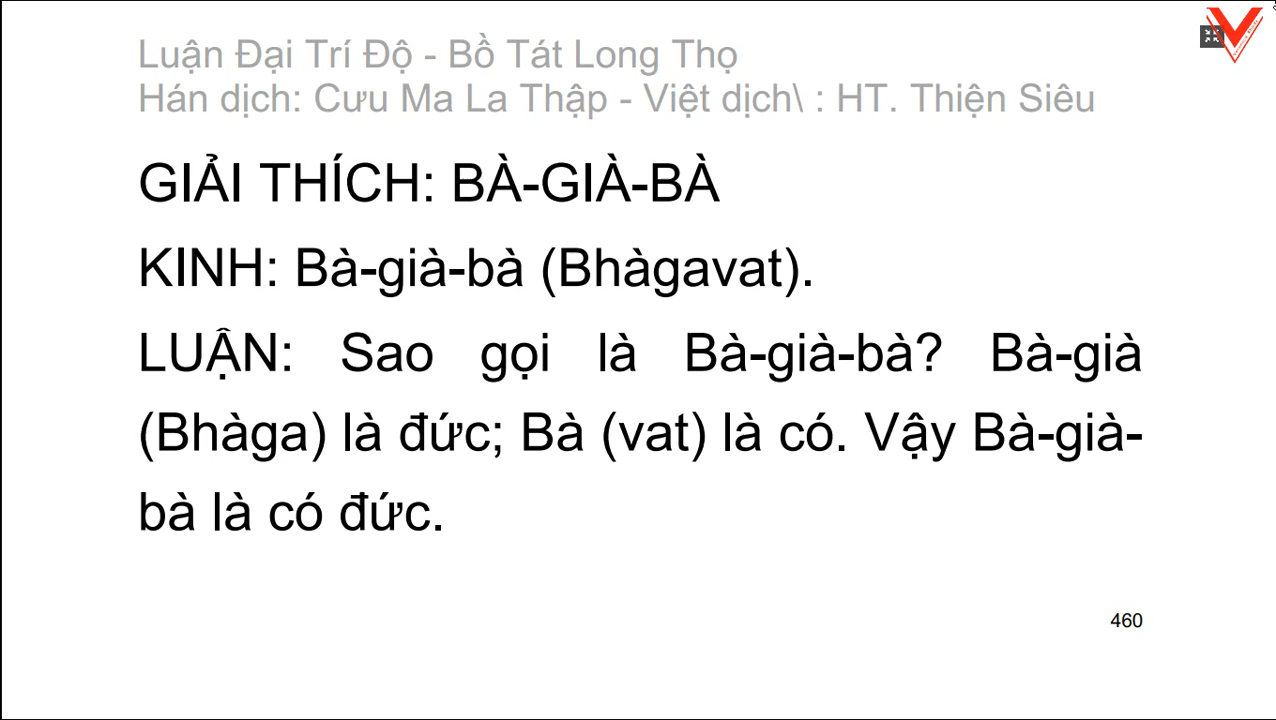 Luận Đại Trí Độ - Bồ Tát Long Thọ
Hán dịch: Cưu Ma La Thập - Việt dịch\ : HT. Thiện Siêu
GIẢI THÍCH: BÀ-GIÀ-BÀ
KINH: Bà-già-bà (Bhàgavat).
LUẬN: Sao gọi là Bà-già-bà? Bà-già
(Bhàga) là đức; Bà (vat) là có. Vậy Bà-già-
bà là có đức.
460